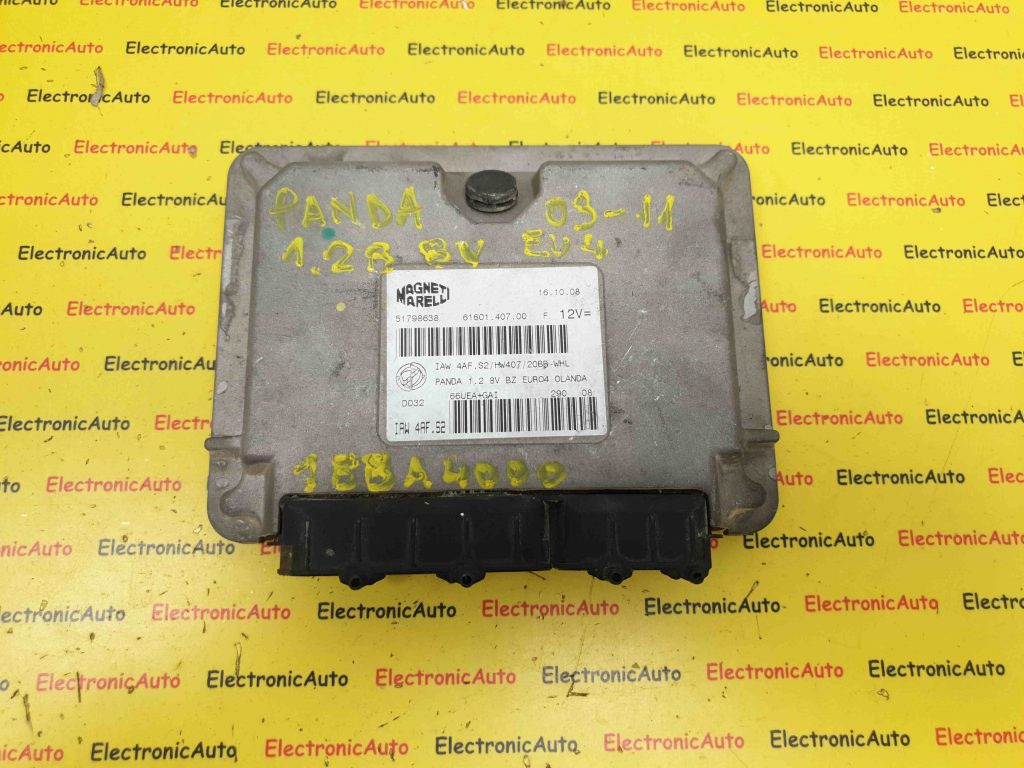 PANDA 03-11
1.2B 8V EU4
MAGNETI MARELLI 16.10.08
51798638 61601.407.00 F 12V=
IAW 4AF.S2/HW407/20BB-WHL
PANDA 1.2 8V BZ EURO4 OLANDA
D032 66UEA+GAI 290 08
IAW 4AF.S2
188A4000
ElectronicAuto